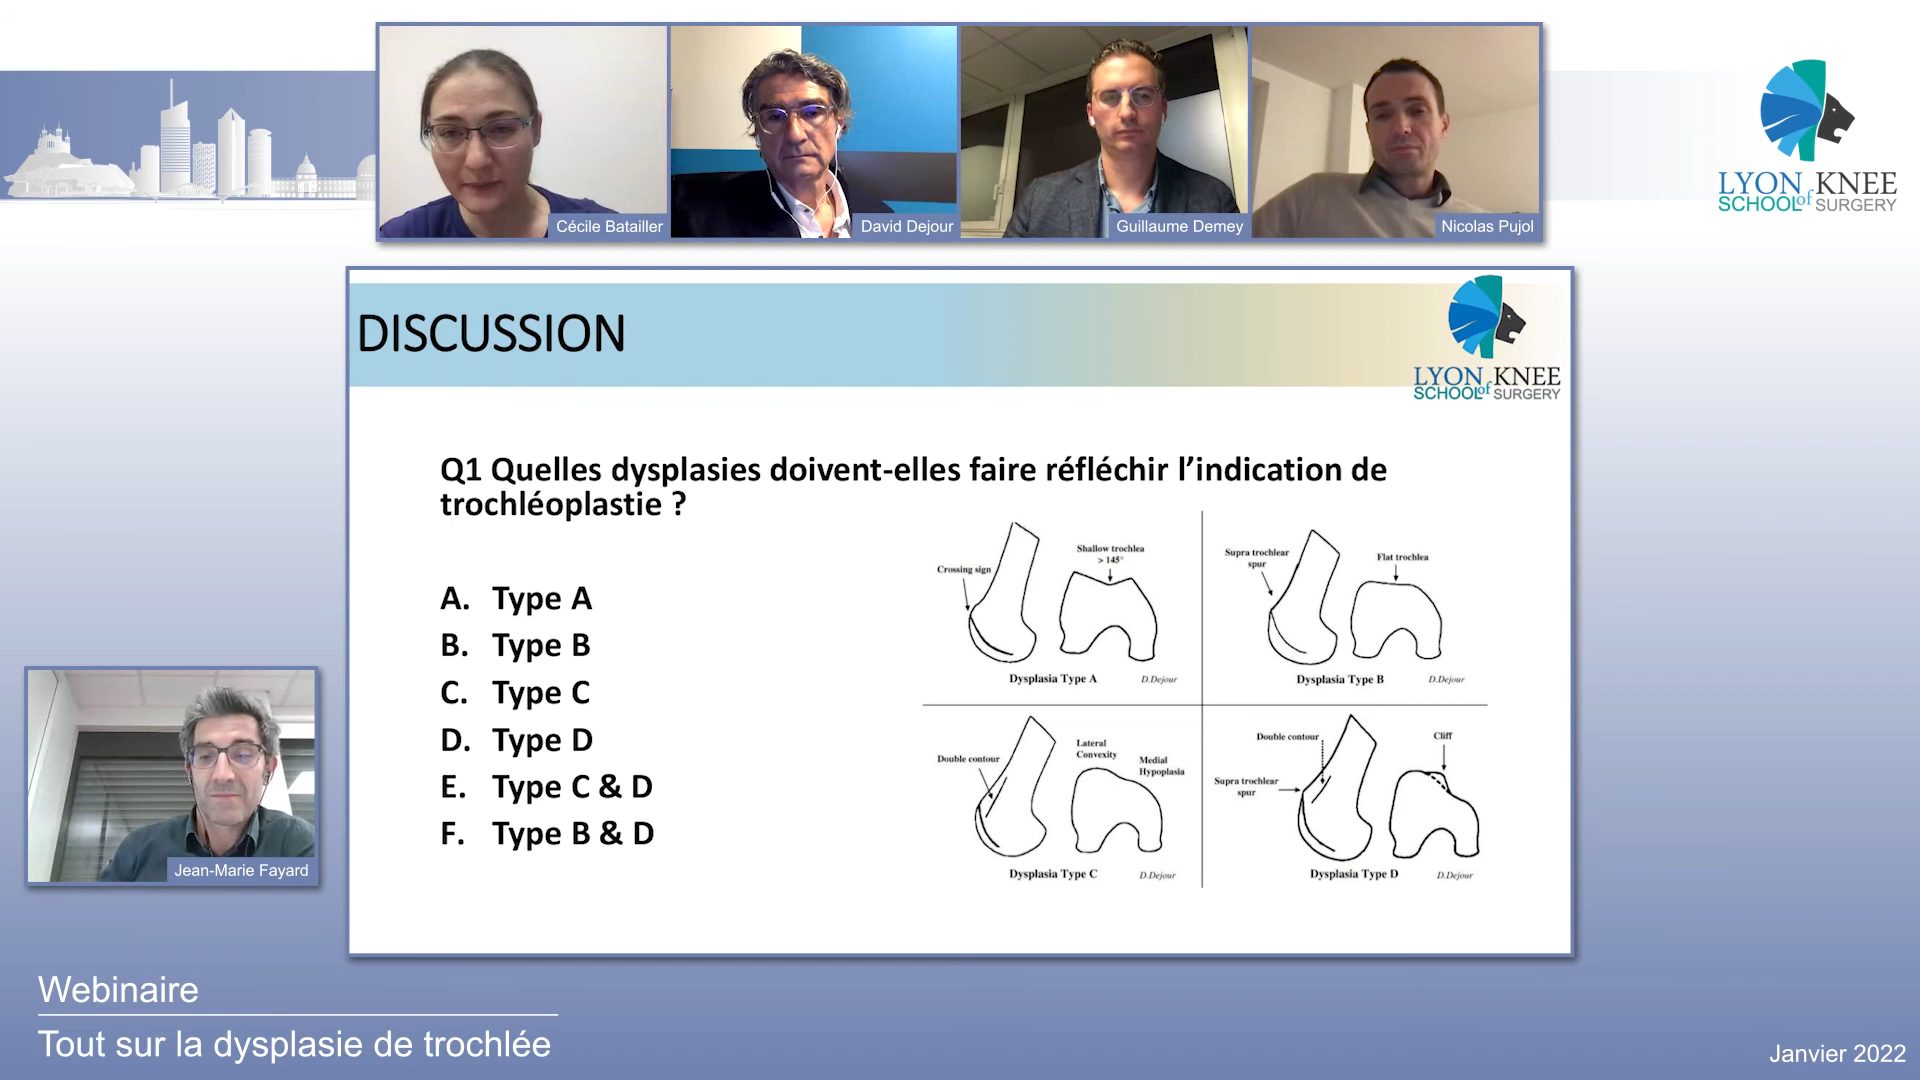 Cécile Batailler
David Dejour
Guillaume Demey
Nicolas Pujol
LYON KNEE
SCHOOL of SURGERY
DISCUSSION
LYON KNEE
SCHOOL of SURGERY
Q1 Quelles dysplasies doivent-elles faire réfléchir l’indication de
trochléoplastie ?
A. Type A
B. Type B
C. Type C
D. Type D
E. Type C & D
F. Type B & D
Crossing sign
Shallow trochlea
> 145°
Dysplasia Type A
D.Dejour
Supra trochlear
spur
Flat trochlea
Dysplasia Type B
D.Dejour
Double contour
Lateral
Convexity
Medial
Hypoplasia
Dysplasia Type C
D.Dejour
Double contour
Cliff
Supra trochlear
spur
Dysplasia Type D
D.Dejour
Jean-Marie Fayard
Webinaire
Tout sur la dysplasie de trochlée
Janvier 2022